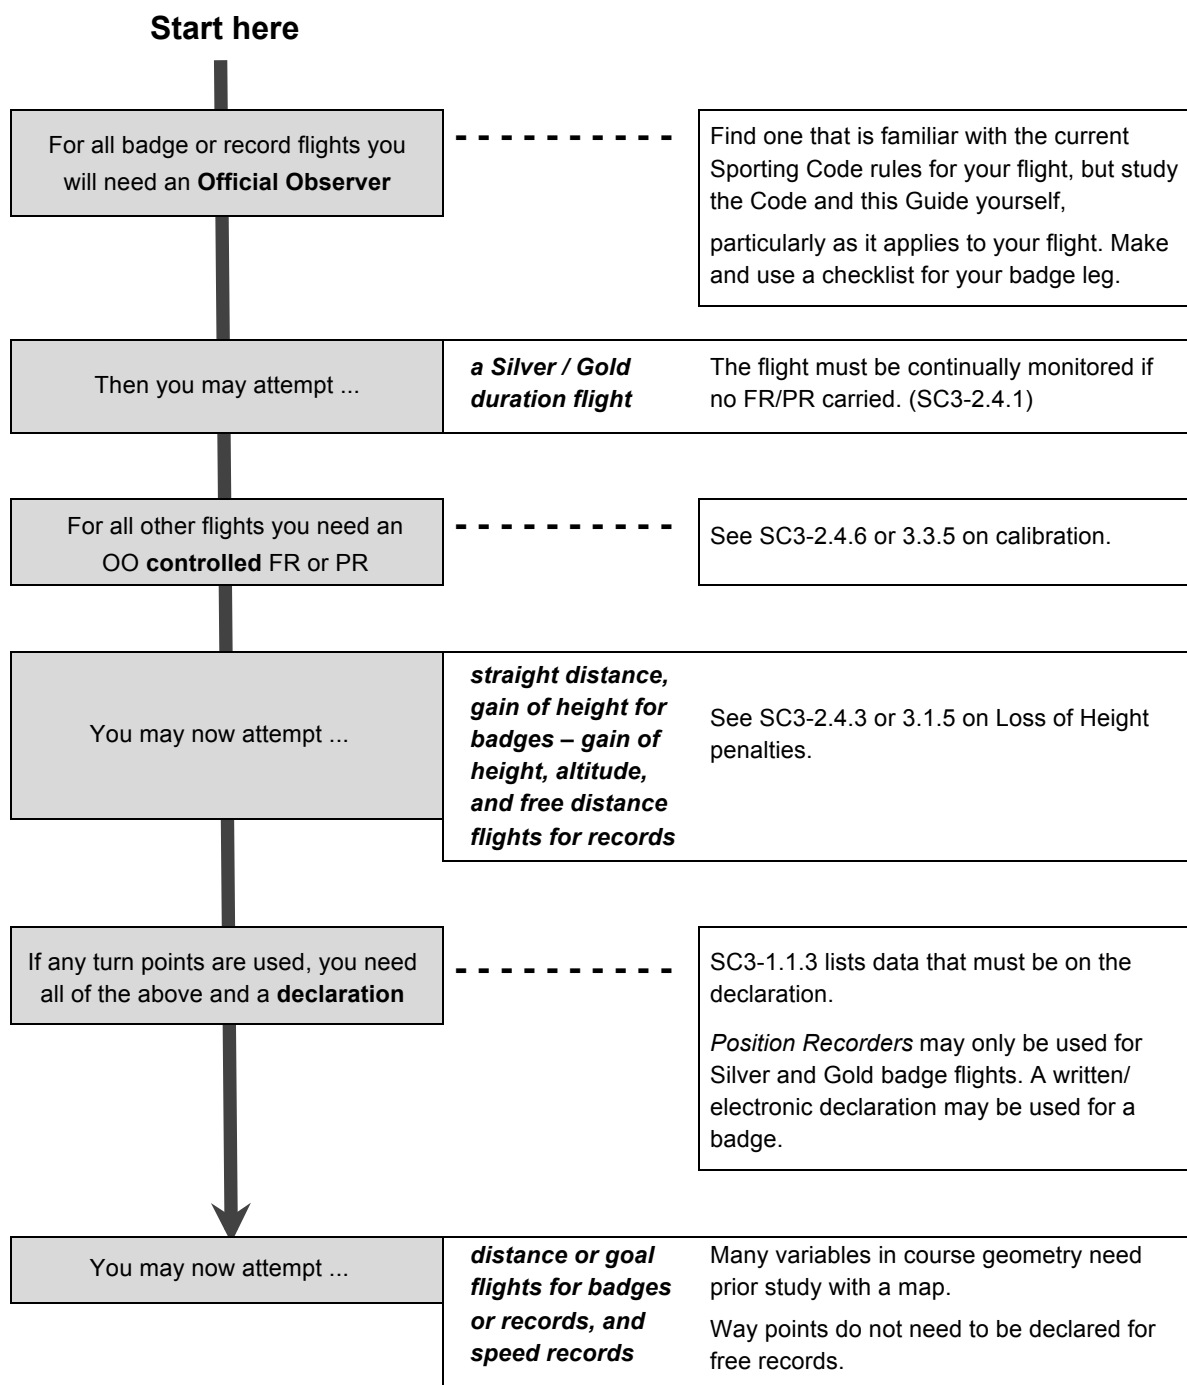 Start here
For all badge or record flights you
will need an Official Observer
- - - - - - - - - -
Find one that is familiar with the current
Sporting Code rules for your flight, but study
the Code and this Guide yourself,
particularly as it applies to your flight. Make
and use a checklist for your badge leg.
Then you may attempt ...
a Silver / Gold
duration flight
The flight must be continually monitored if
no FR/PR carried. (SC3-2.4.1)
For all other flights you need an
OO controlled FR or PR
- - - - - - - - - -
See SC3-2.4.6 or 3.3.5 on calibration.
You may now attempt ...
straight distance,
gain of height for
badges – gain of
height, altitude,
and free distance
flights for records
See SC3-2.4.3 or 3.1.5 on Loss of Height
penalties.
If any turn points are used, you need
all of the above and a declaration
- - - - - - - - - -
SC3-1.1.3 lists data that must be on the
declaration.
Position Recorders may only be used for
Silver and Gold badge flights. A written/
electronic declaration may be used for a
badge.
You may now attempt ...
distance or goal
flights for badges
or records, and
speed records
Many variables in course geometry need
prior study with a map.
Way points do not need to be declared for
free records.